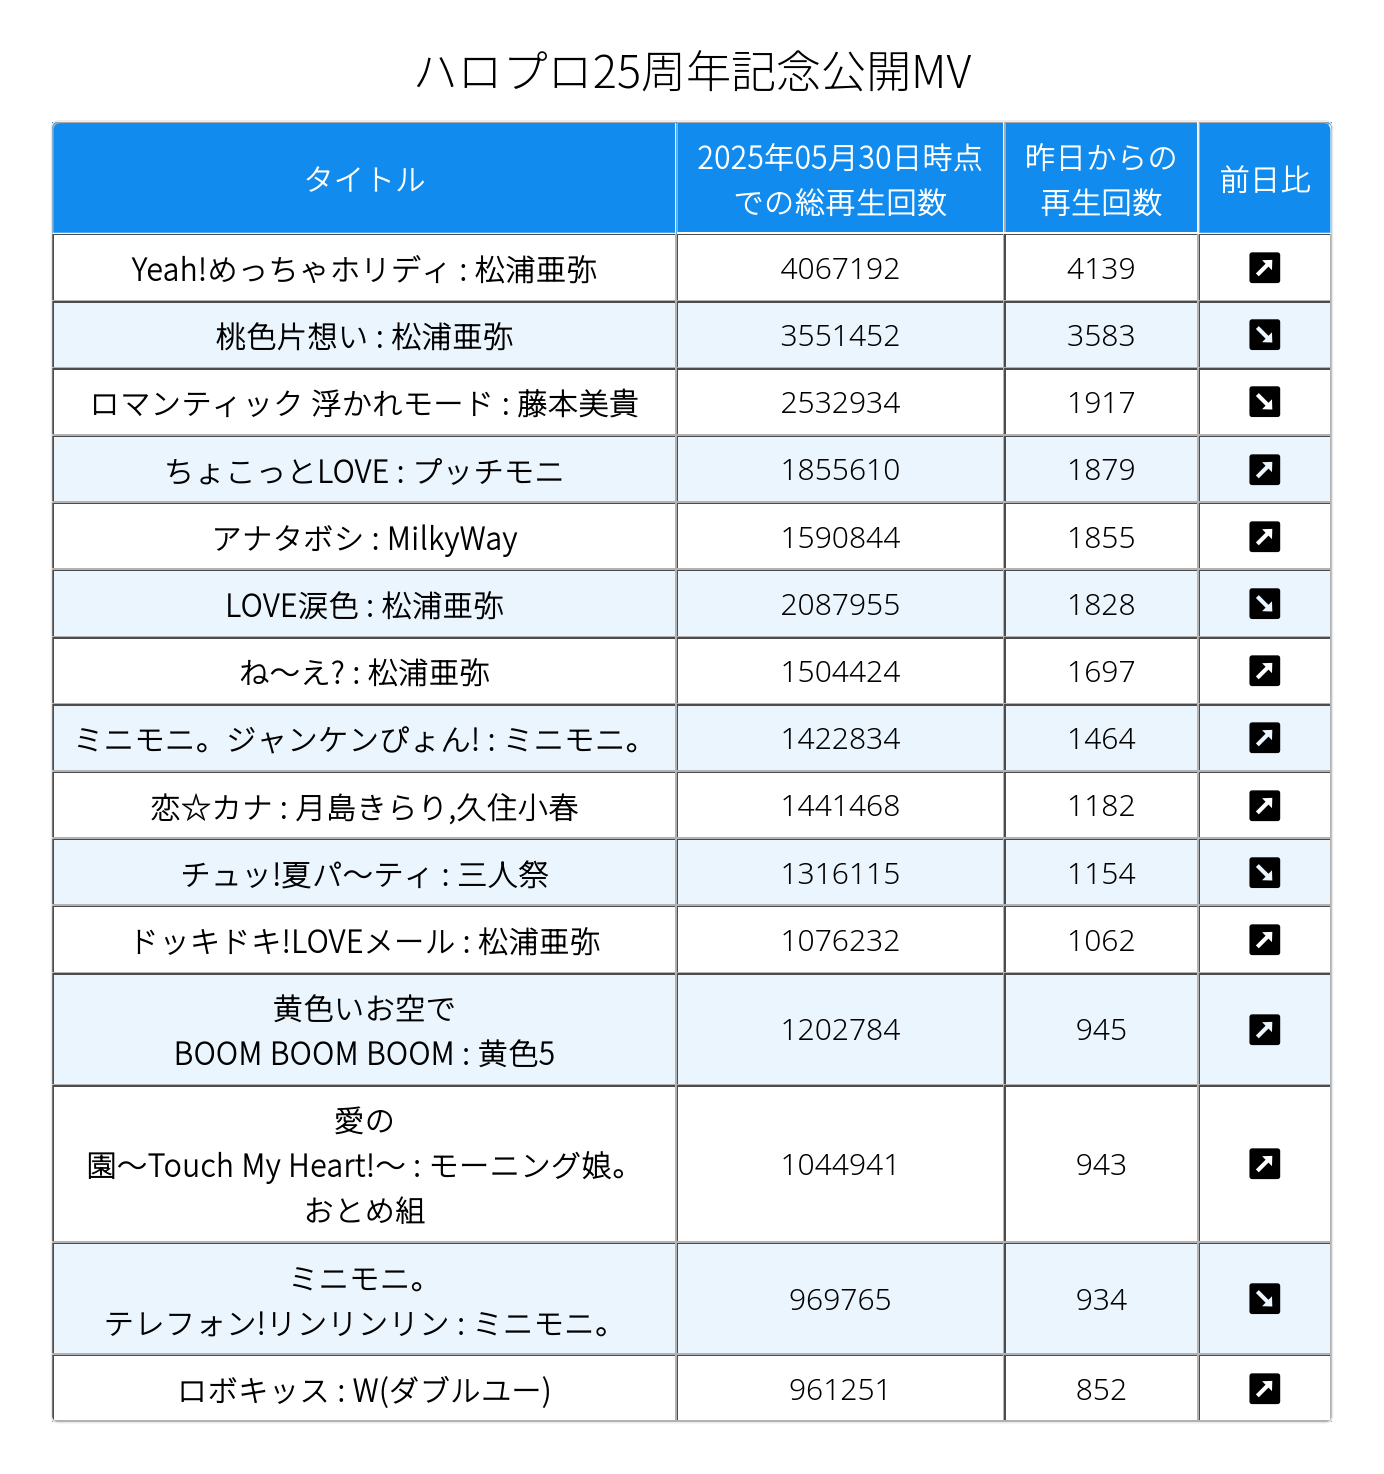 ハロプロ25周年記念公開MV
タイトル
2025年05月30日時点
での総再生回数
昨日からの
再生回数
前日比
Yeah!めっちゃホリディ : 松浦亜弥 4067192 4139 ↗
桃色片想い : 松浦亜弥 3551452 3583 ↘
ロマンティック 浮かれモード : 藤本美貴 2532934 1917 ↘
ちょこっとLOVE : プッチモニ 1855610 1879 ↗
アナタボシ : MilkyWay 1590844 1855 ↗
LOVE涙色 : 松浦亜弥 2087955 1828 ↘
ね〜え? : 松浦亜弥 1504424 1697 ↗
ミニモニ。ジャンケンぴょん! : ミニモニ。 1422834 1464 ↗
恋☆カナ : 月島きらり,久住小春 1441468 1182 ↗
チュッ!夏パ〜ティ : 三人祭 1316115 1154 ↘
ドッキドキ!LOVEメール : 松浦亜弥 1076232 1062 ↗
黄色いお空で
BOOM BOOM BOOM : 黄色5 1202784 945 ↗
愛の
園〜Touch My Heart!〜 : モーニング娘。 1044941 943 ↗
おとめ組
ミニモニ。
テレフォン!リンリンリン : ミニモニ。 969765 934 ↘
ロボキッス : W(ダブルユー) 961251 852 ↗